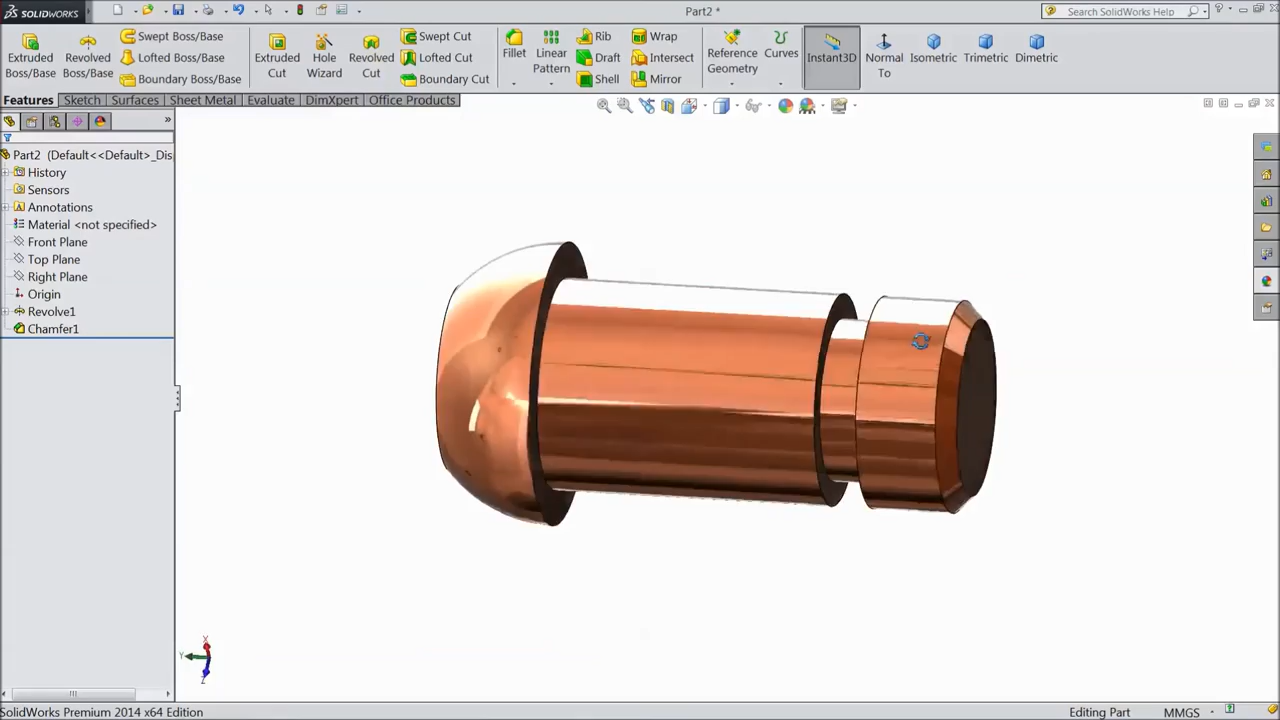 SOLIDWORKS
Part2 *
Search SolidWorks Help
Extruded Boss/Base
Revolved Boss/Base
Swept Boss/Base
Lofted Boss/Base
Boundary Boss/Base
Extruded Cut
Hole Wizard
Revolved Cut
Swept Cut
Lofted Cut
Boundary Cut
Fillet
Linear Pattern
Rib
Draft
Shell
Wrap
Intersect
Mirror
Reference Geometry
Curves
Instant3D
Normal To
Isometric
Trimetric
Dimetric
Features
Sketch
Surfaces
Sheet Metal
Evaluate
DimXpert
Office Products
Part2 (Default<<Default>_Dis
History
Sensors
Annotations
Material <not specified>
Front Plane
Top Plane
Right Plane
Origin
Revolve1
Chamfer1
X
Y
Z
SolidWorks Premium 2014 x64 Edition
Editing Part
MMGS